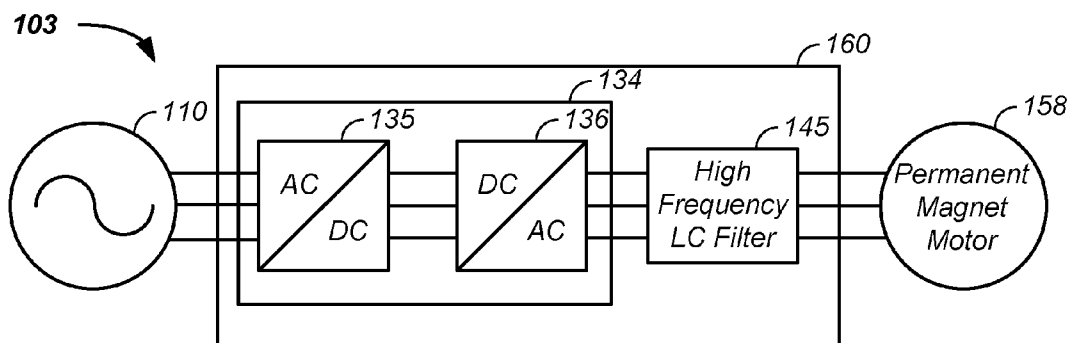 103
160
134
110
135
136
145
158
AC
DC
DC
AC
High
Frequency
LC Filter
Permanent
Magnet
Motor